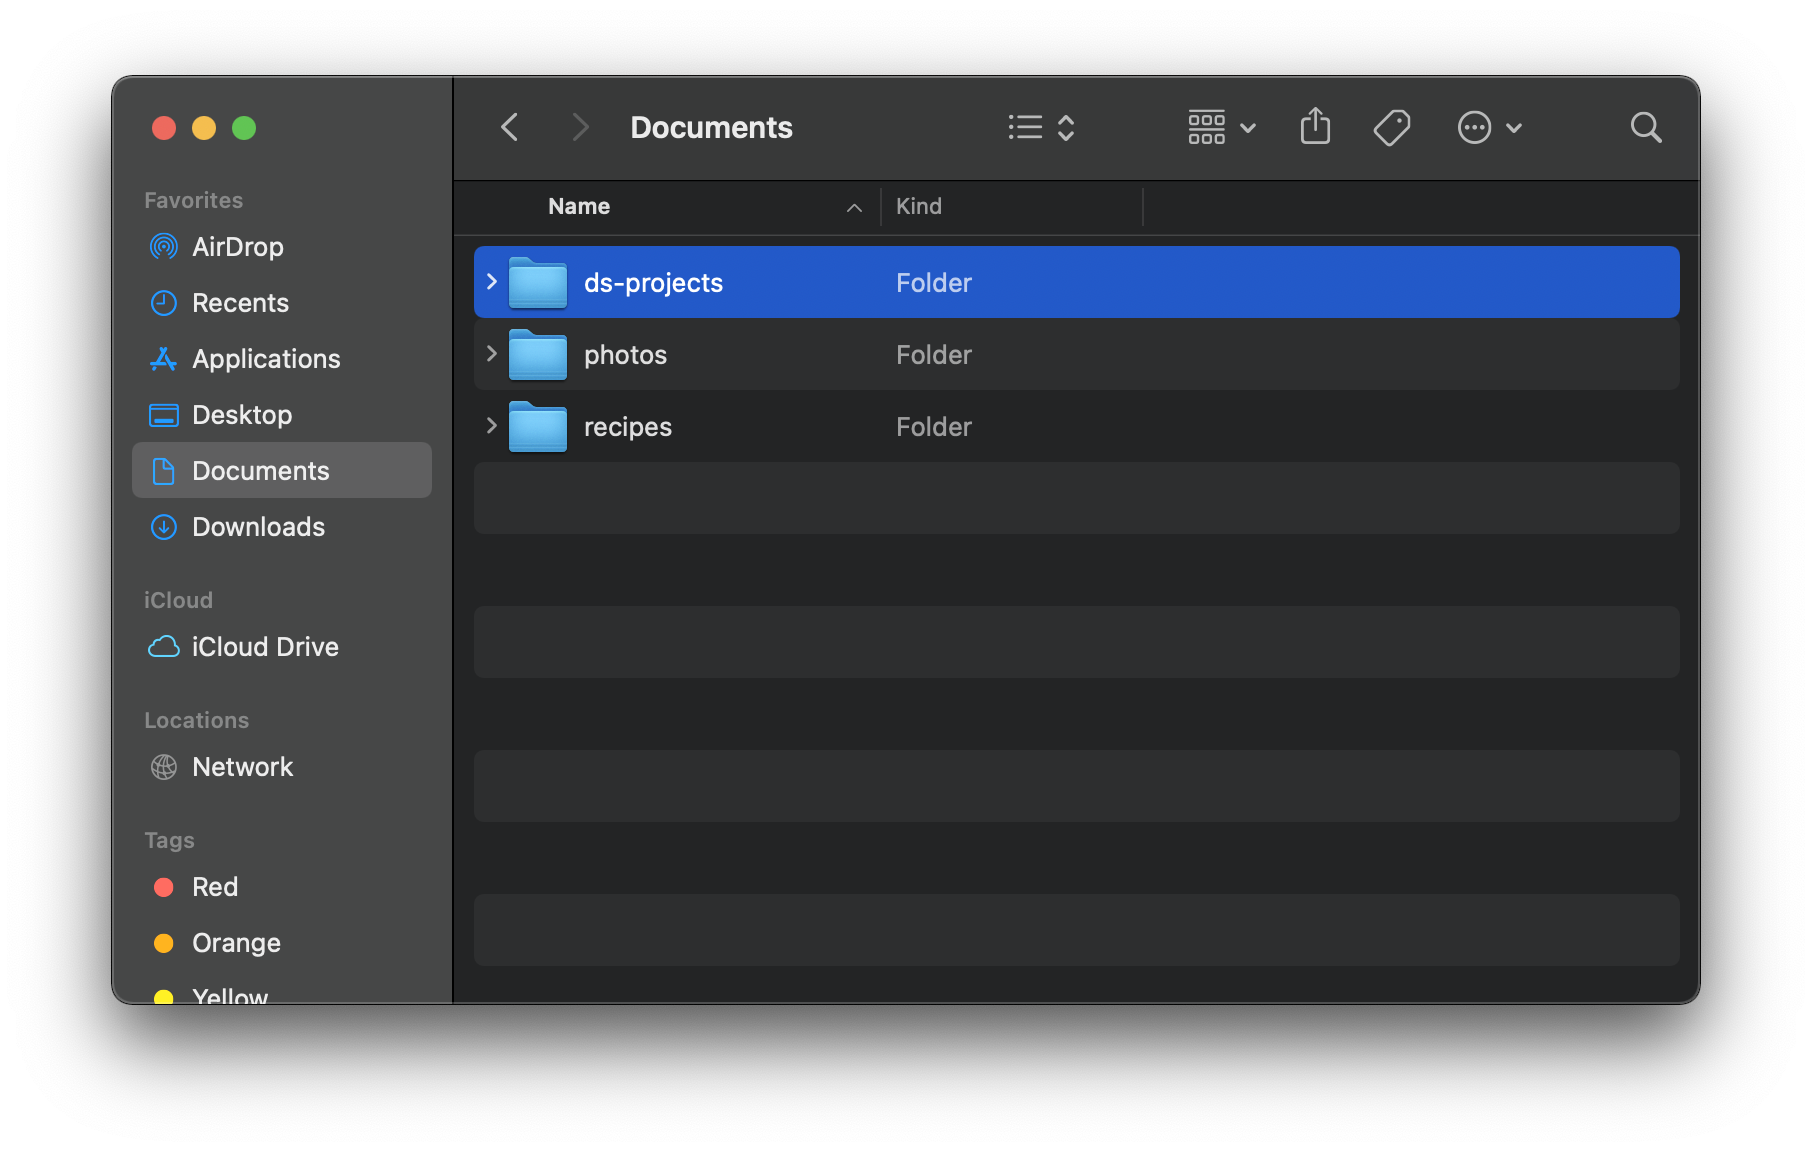 Documents
Favorites
AirDrop
Recents
Applications
Desktop
Documents
Downloads
iCloud
iCloud Drive
Locations
Network
Tags
Red
Orange
Yellow
Name Kind
ds-projects Folder
photos Folder
recipes Folder